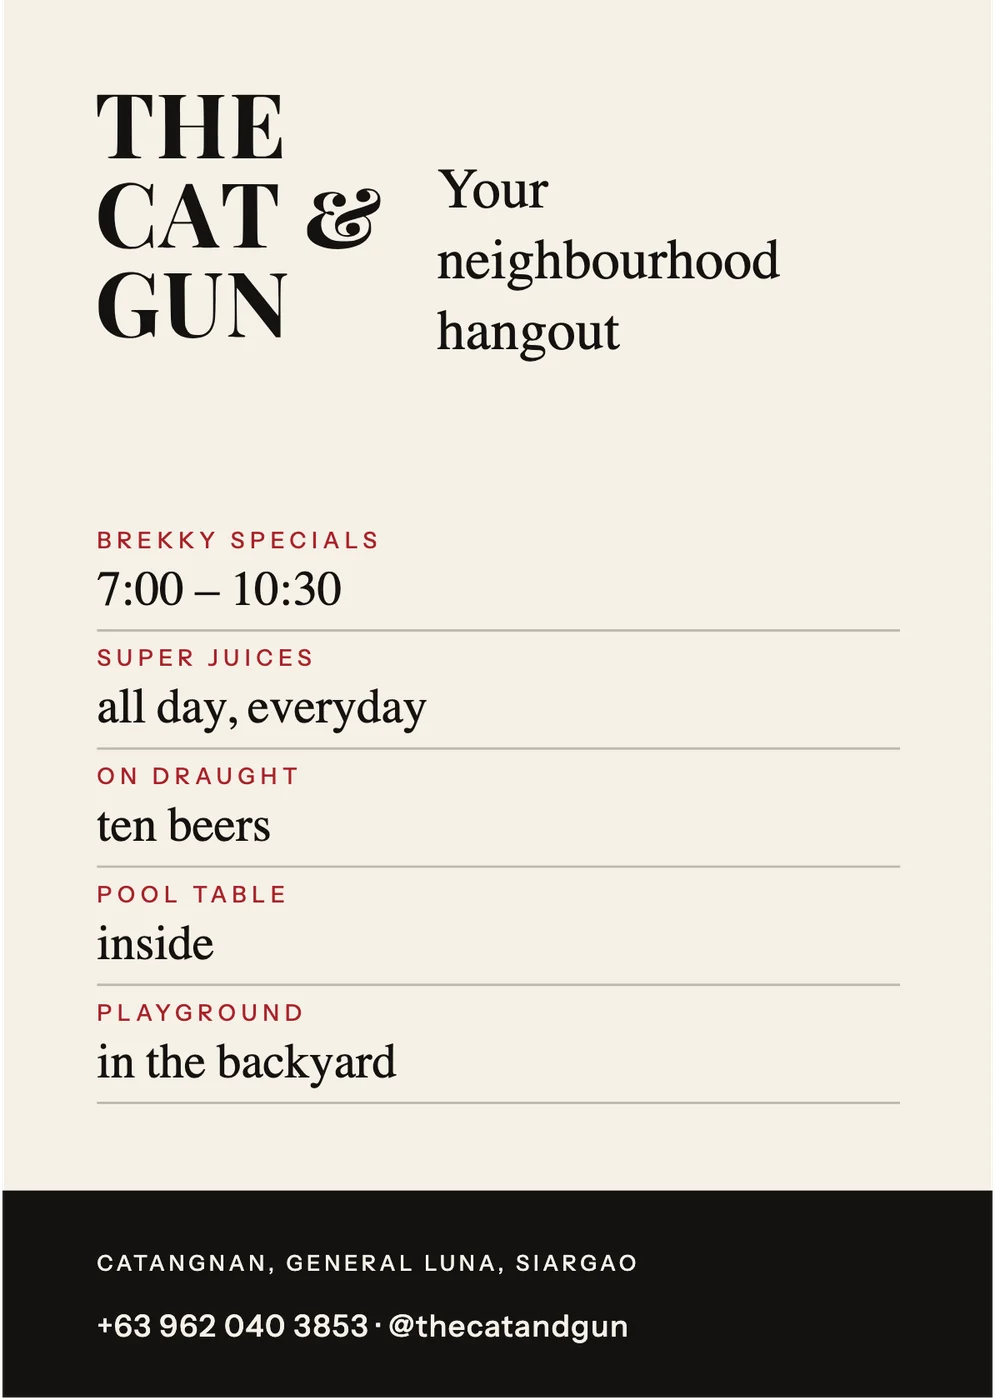 THE
CAT &
GUN
Your
neighbourhood
hangout
BREKKY SPECIALS
7:00 – 10:30
SUPER JUICES
all day, everyday
ON DRAUGHT
ten beers
POOL TABLE
inside
PLAYGROUND
in the backyard
CATANGNAN, GENERAL LUNA, SIARGAO
+63 962 040 3853 · @thecatandgun